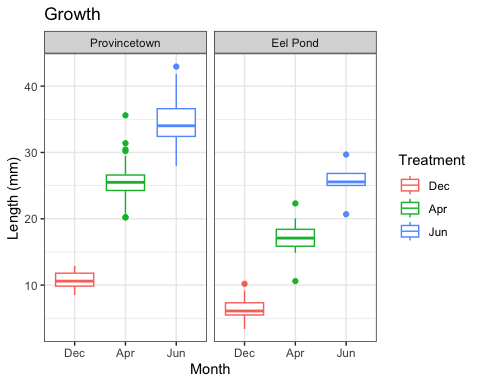 Growth
Provincetown
Eel Pond
40
30
20
10
Length (mm)
Dec
Apr
Jun
Dec
Apr
Jun
Month
Treatment
Dec
Apr
Jun